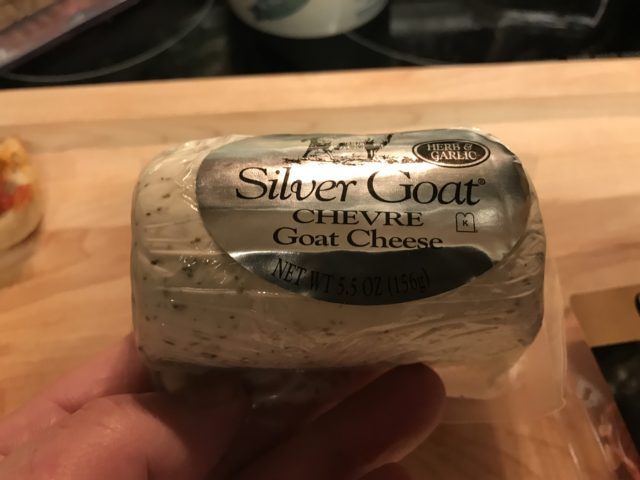 HERB &
GARLIC
Silver Goat®
CHEVRE
K
Goat Cheese
NET WT 5.5 OZ (156g)